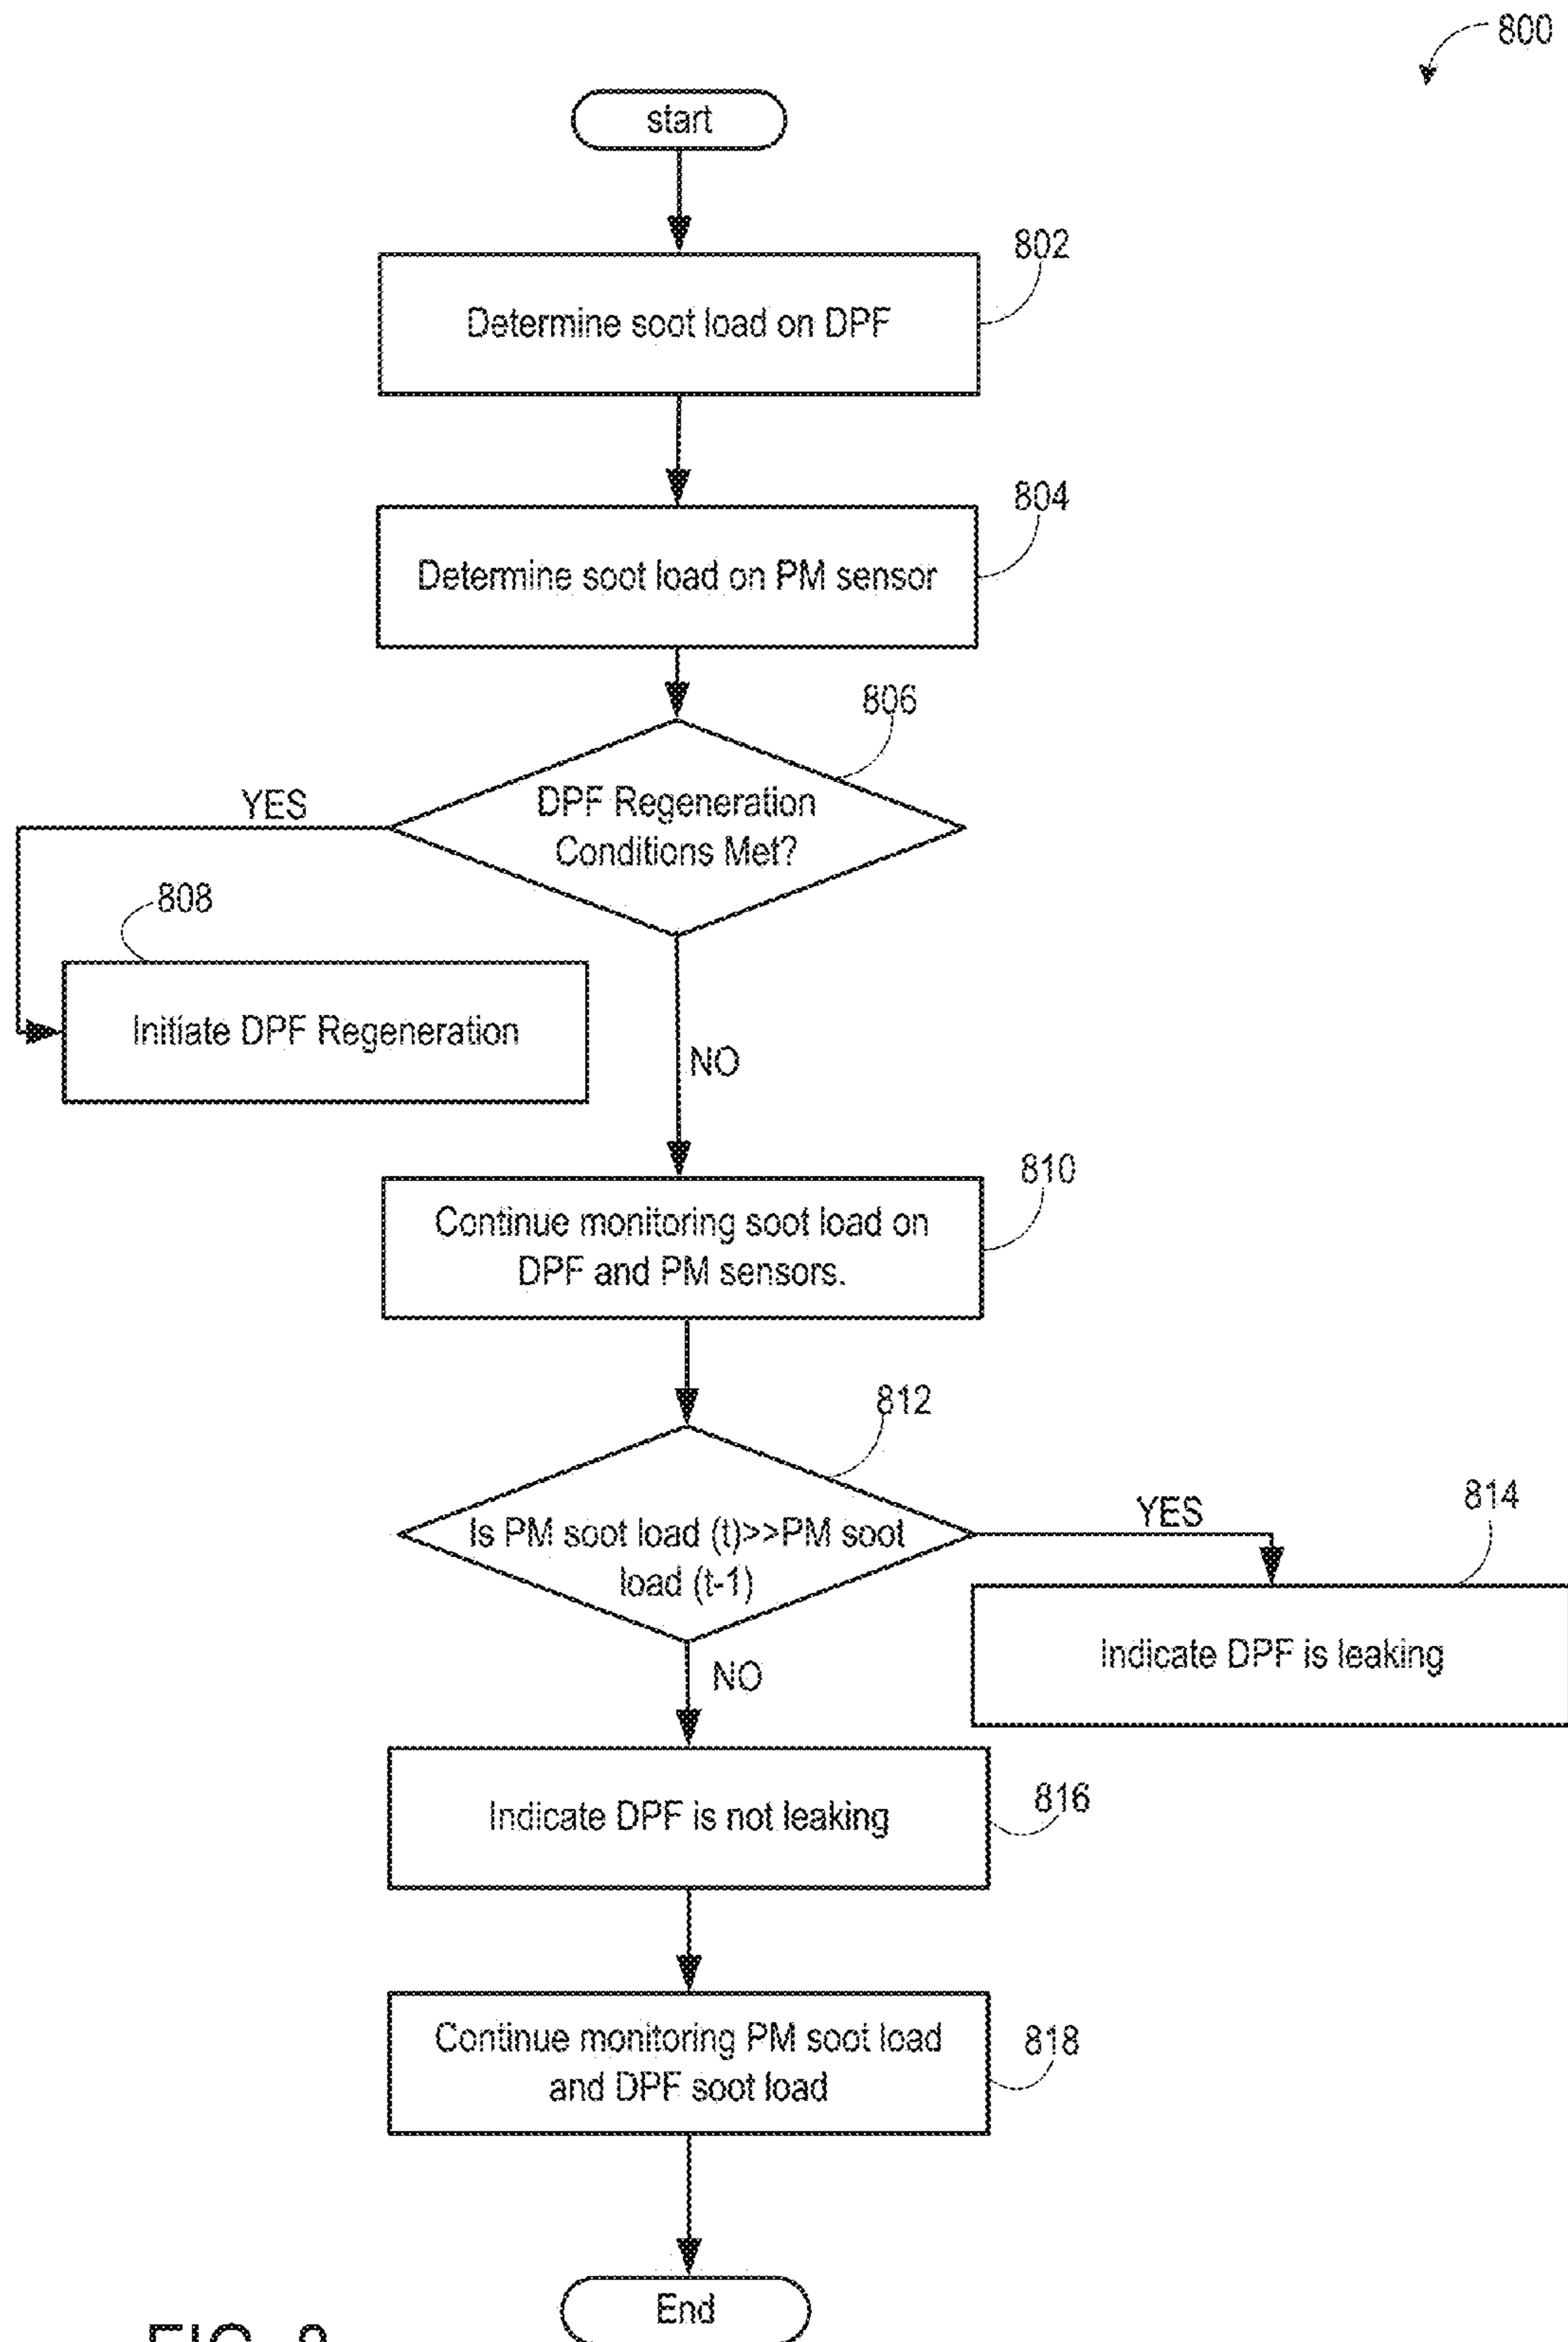 800
start
802
Determine soot load on DPF
804
Determine soot load on PM sensor
806
DPF Regeneration
Conditions Met?
YES
808
Initiate DPF Regeneration
NO
810
Continue monitoring soot load on
DPF and PM sensors.
812
Is PM soot load (t)>>PM soot
load (t-1)
YES
814
Indicate DPF is leaking
NO
816
Indicate DPF is not leaking
818
Continue monitoring PM soot load
and DPF soot load
End
FIG. 8